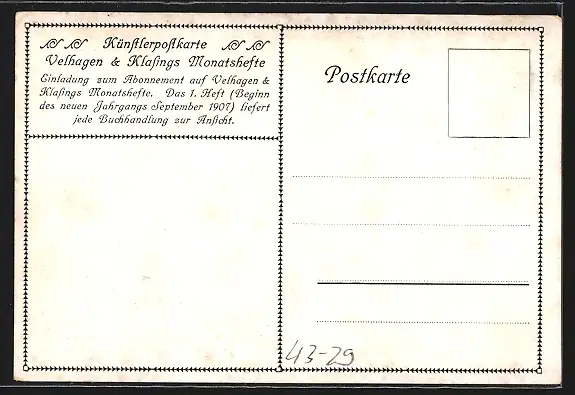 Künstlerpostkarte
Velhagen & Klasings Monatshefte
Einladung zum Abonnement auf Velhagen &
Klasings Monatshefte. Das 1. Heft (Beginn
des neuen Jahrgangs September 1907) liefert
jede Buchhandlung zur Ansicht.
Postkarte
43-29